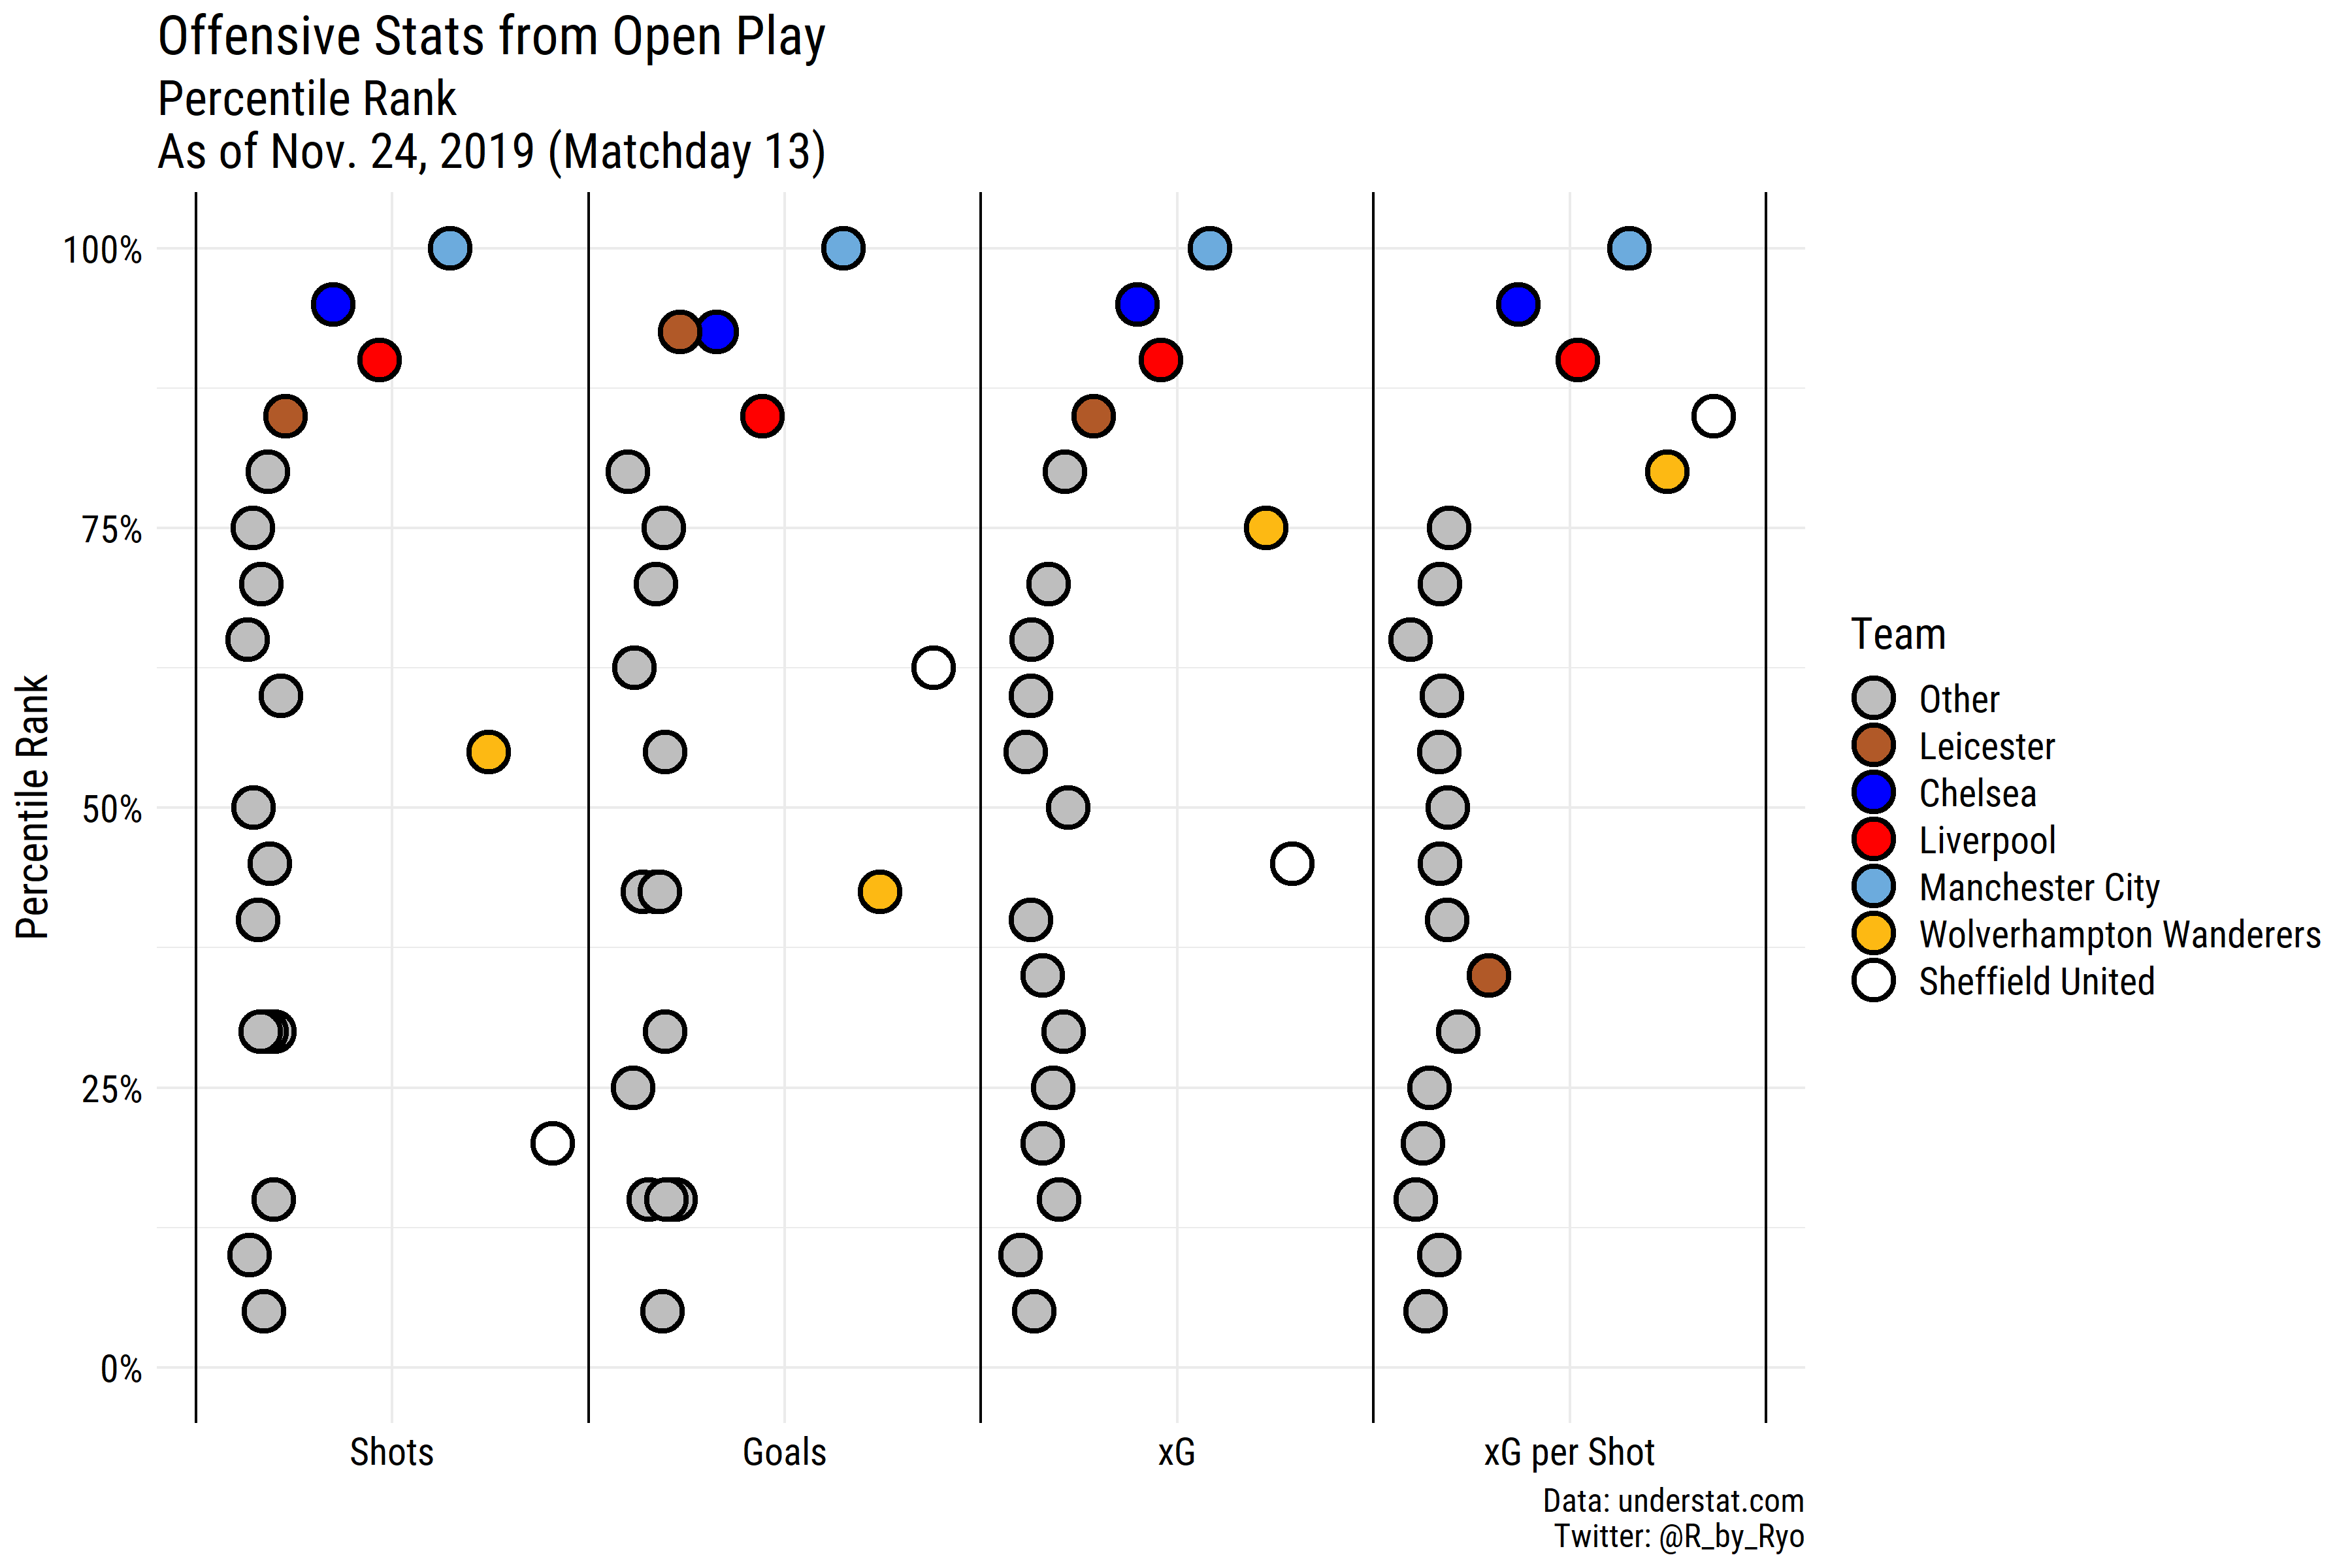 Offensive Stats from Open Play
Percentile Rank
As of Nov. 24, 2019 (Matchday 13)
Percentile Rank
100%
75%
50%
25%
0%
Shots
Goals
xG
xG per Shot
Team
Other
Leicester
Chelsea
Liverpool
Manchester City
Wolverhampton Wanderers
Sheffield United
Data: understat.com
Twitter: @R_by_Ryo